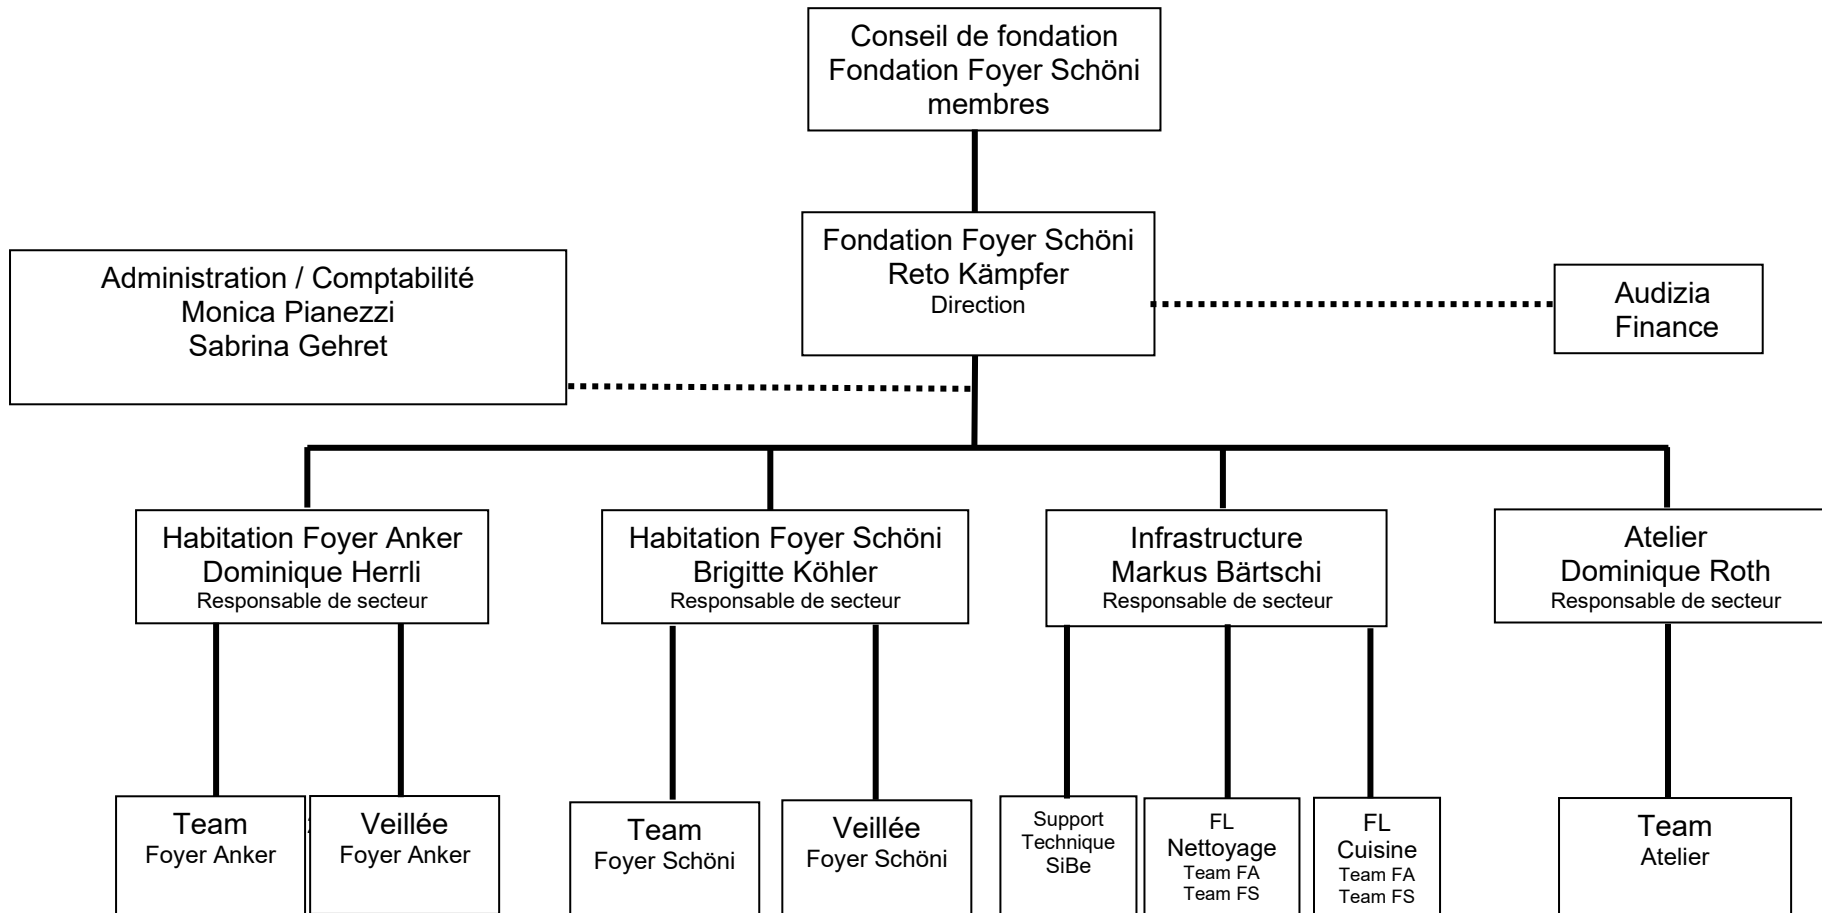 Conseil de fondation
Fondation Foyer Schöni
membres
Fondation Foyer Schöni
Reto Kämpfer
Direction
Administration / Comptabilité
Monica Pianezzi
Sabrina Gehret
Audizia
Finance
Habitation Foyer Anker
Dominique Herrli
Responsable de secteur
Habitation Foyer Schöni
Brigitte Köhler
Responsable de secteur
Infrastructure
Markus Bärtschi
Responsable de secteur
Atelier
Dominique Roth
Responsable de secteur
Team
Foyer Anker
Veillée
Foyer Anker
Team
Foyer Schöni
Veillée
Foyer Schöni
Support
Technique
SiBe
FL
Nettoyage
Team FA
Team FS
FL
Cuisine
Team FA
Team FS
Team
Atelier